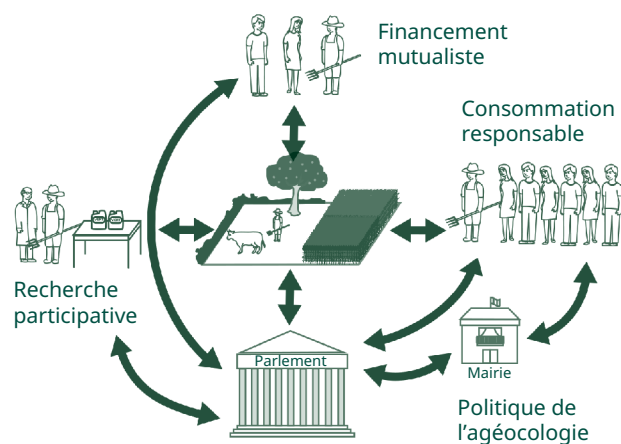 Financement
mutualiste
Consommation
responsable
Recherche
participative
Parlement
Mairie
Politique de
l'agéocologie